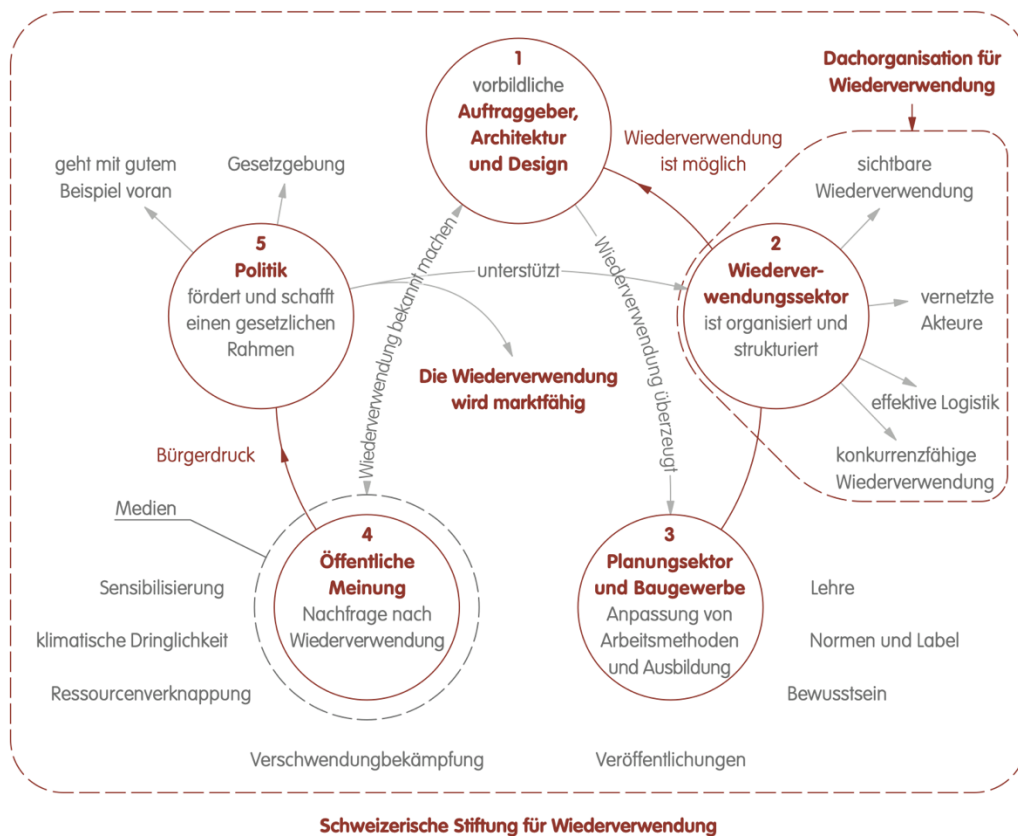 1
vorbildliche
Auftraggeber,
Architektur
und Design
Dachorganisation für
Wiederverwendung
Wiederverwendung
ist möglich
sichtbare
Wiederverwendung
geht mit gutem
Beispiel voran
Gesetzgebung
5
Politik
fördert und schafft
einen gesetzlichen
Rahmen
unterstützt
2
Wiederver-
wendungssektor
ist organisiert und
strukturiert
vernetzte
Akteure
effektive Logistik
konkurrenzfähige
Wiederverwendung
Wiederverwendung bekannt machen
Wiederverwendung überzeugt
Die Wiederverwendung
wird marktfähig
Bürgerdruck
Medien
4
Öffentliche
Meinung
Nachfrage nach
Wiederverwendung
3
Planungsektor
und Baugewerbe
Anpassung von
Arbeitsmethoden
und Ausbildung
Sensibilisierung
klimatische Dringlichkeit
Ressourcenverknappung
Verschwendungbekämpfung
Lehre
Normen und Label
Bewusstsein
Veröffentlichungen
Schweizerische Stiftung für Wiederverwendung